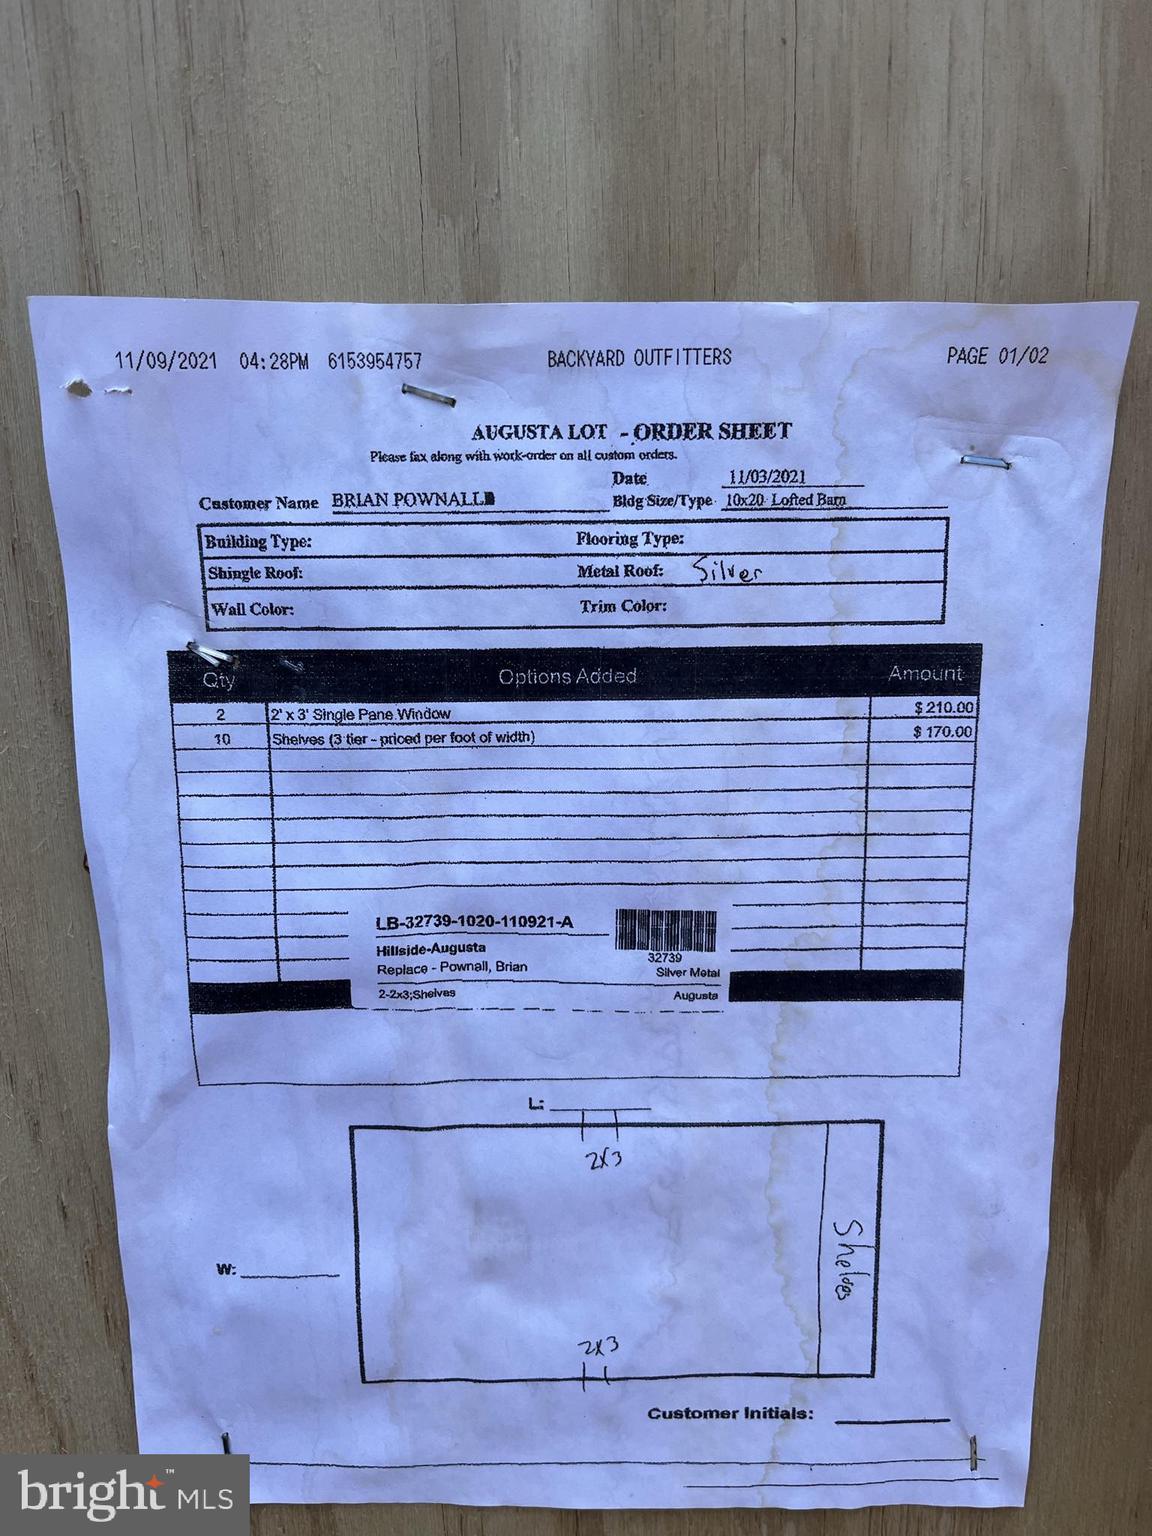 11/09/2021 04:28PM 6153954757 BACKYARD OUTFITTERS PAGE 01/02
AUGUSTA LOT - ORDER SHEET
Please fax along with work-order on all custom orders.
Date 11/03/2021
Customer Name BRIAN POWNALL Bldg Size/Type 10x20 Lofted Barn
Building Type: Flooring Type:
Shingle Roof: Metal Roof: Silver
Wall Color: Trim Color:
Qty Options Added Amount
2 2' x 3' Single Pane Window $ 210.00
10 Shelves (3 tier - priced per foot of width) $ 170.00
LB-32739-1020-110921-A
Hillside-Augusta 32739
Replace - Pownall, Brian Silver Metal
2-2x3;Shelves Augusta
L:
2x3
W:
Shelves
2x3
Customer Initials:
bright™ MLS